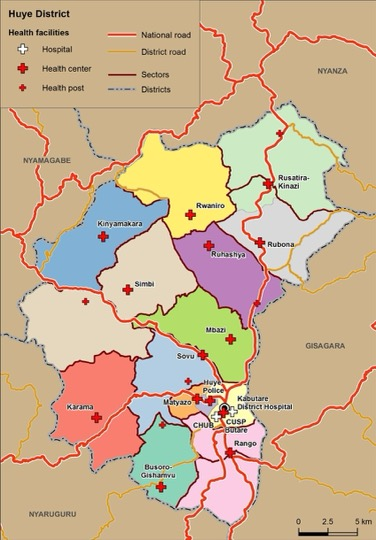 Huye District
Health facilities
Hospital
Health center
Health post
National road
District road
Sectors
Districts
NYANZA
NYAMAGABE
Rusatira-
Kinazi
Rwaniro
Kinyamakara
Ruhashya
Rubona
Simbi
Mbazi
GISAGARA
Sovu
Huye
Police
Kabutare
District Hospital
Matyazo
Karama
CHUB
CUSP
Butare
Rango
Busoro-
Gishamvu
NYARUGURU
0 2.5 5 km